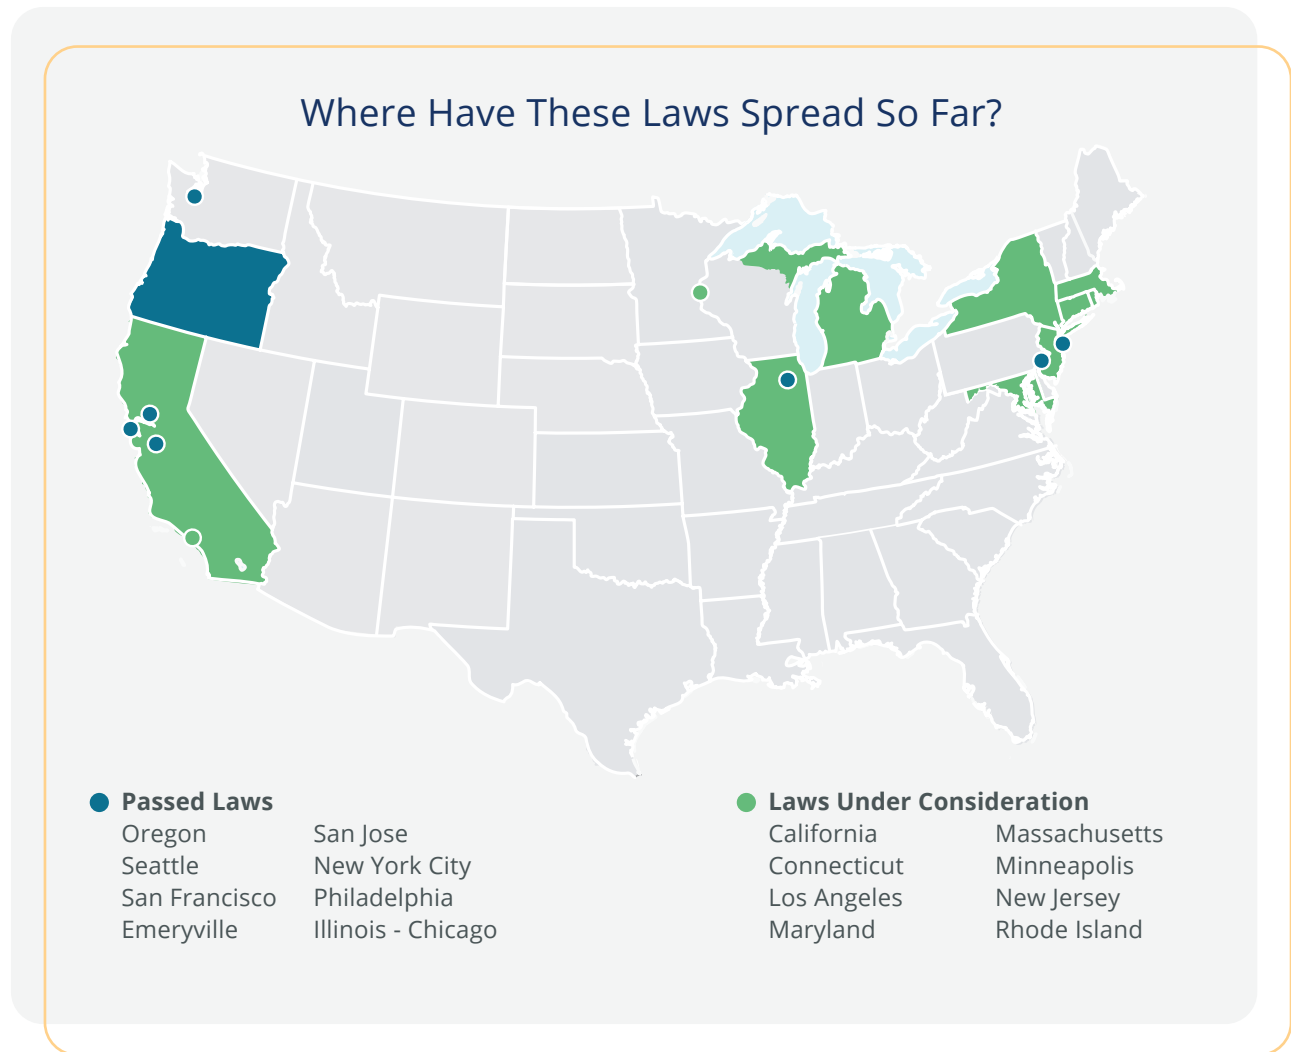 Where Have These Laws Spread So Far?
Passed Laws
Oregon
Seattle
San Francisco
Emeryville
San Jose
New York City
Philadelphia
Illinois - Chicago
Laws Under Consideration
California
Connecticut
Los Angeles
Maryland
Massachusetts
Minneapolis
New Jersey
Rhode Island